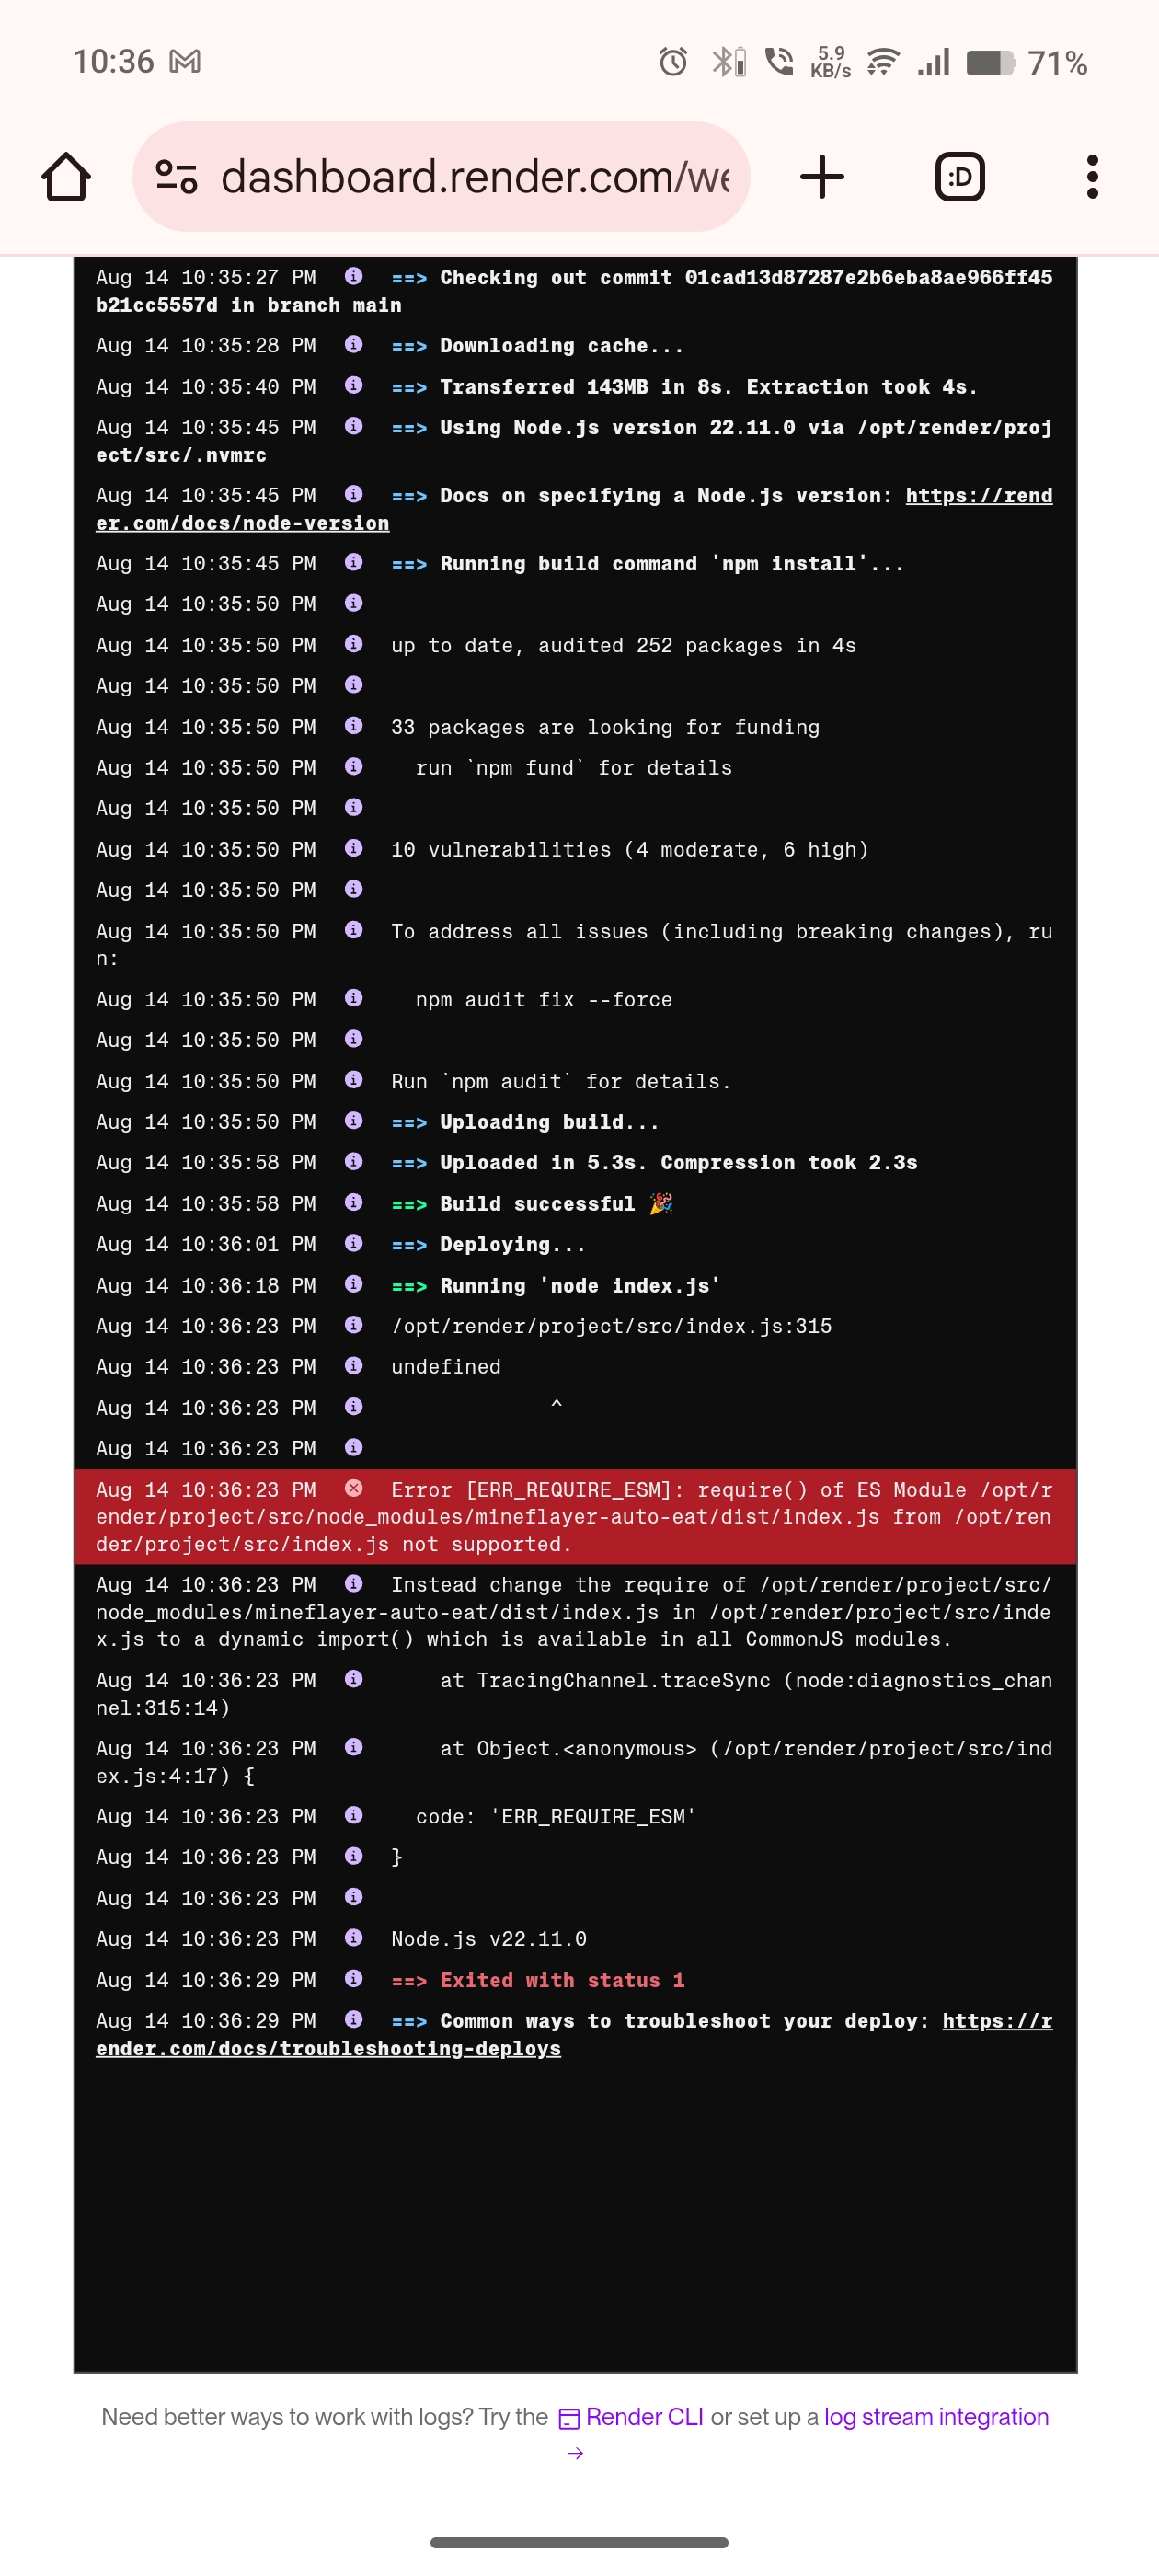 10:36
5.9
KB/s
71%
dashboard.render.com/we
:D
Aug 14 10:35:27 PM ==> Checking out commit 01cad13d87287e2b6eba8ae966ff45
b21cc5557d in branch main
Aug 14 10:35:28 PM ==> Downloading cache...
Aug 14 10:35:40 PM ==> Transferred 143MB in 8s. Extraction took 4s.
Aug 14 10:35:45 PM ==> Using Node.js version 22.11.0 via /opt/render/proj
ect/src/.nvmrc
Aug 14 10:35:45 PM ==> Docs on specifying a Node.js version: https://rend
er.com/docs/node-version
Aug 14 10:35:45 PM ==> Running build command 'npm install'...
Aug 14 10:35:50 PM
Aug 14 10:35:50 PM up to date, audited 252 packages in 4s
Aug 14 10:35:50 PM
Aug 14 10:35:50 PM 33 packages are looking for funding
Aug 14 10:35:50 PM run `npm fund` for details
Aug 14 10:35:50 PM
Aug 14 10:35:50 PM 10 vulnerabilities (4 moderate, 6 high)
Aug 14 10:35:50 PM
Aug 14 10:35:50 PM To address all issues (including breaking changes), ru
n:
Aug 14 10:35:50 PM npm audit fix --force
Aug 14 10:35:50 PM
Aug 14 10:35:50 PM Run `npm audit` for details.
Aug 14 10:35:50 PM ==> Uploading build...
Aug 14 10:35:58 PM ==> Uploaded in 5.3s. Compression took 2.3s
Aug 14 10:35:58 PM ==> Build successful 🎉
Aug 14 10:36:01 PM ==> Deploying...
Aug 14 10:36:18 PM ==> Running 'node index.js'
Aug 14 10:36:23 PM /opt/render/project/src/index.js:315
Aug 14 10:36:23 PM undefined
Aug 14 10:36:23 PM ^
Aug 14 10:36:23 PM
Aug 14 10:36:23 PM Error [ERR_REQUIRE_ESM]: require() of ES Module /opt/r
ender/project/src/node_modules/mineflayer-auto-eat/dist/index.js from /opt/ren
der/project/src/index.js not supported.
Aug 14 10:36:23 PM Instead change the require of /opt/render/project/src/
node_modules/mineflayer-auto-eat/dist/index.js in /opt/render/project/src/inde
x.js to a dynamic import() which is available in all CommonJS modules.
Aug 14 10:36:23 PM at TracingChannel.traceSync (node:diagnostics_chan
nel:315:14)
Aug 14 10:36:23 PM at Object.<anonymous> (/opt/render/project/src/ind
ex.js:4:17) {
Aug 14 10:36:23 PM code: 'ERR_REQUIRE_ESM'
Aug 14 10:36:23 PM }
Aug 14 10:36:23 PM
Aug 14 10:36:23 PM Node.js v22.11.0
Aug 14 10:36:29 PM ==> Exited with status 1
Aug 14 10:36:29 PM ==> Common ways to troubleshoot your deploy: https://r
ender.com/docs/troubleshooting-deploys
Need better ways to work with logs? Try the Render CLI or set up a log stream integration
→